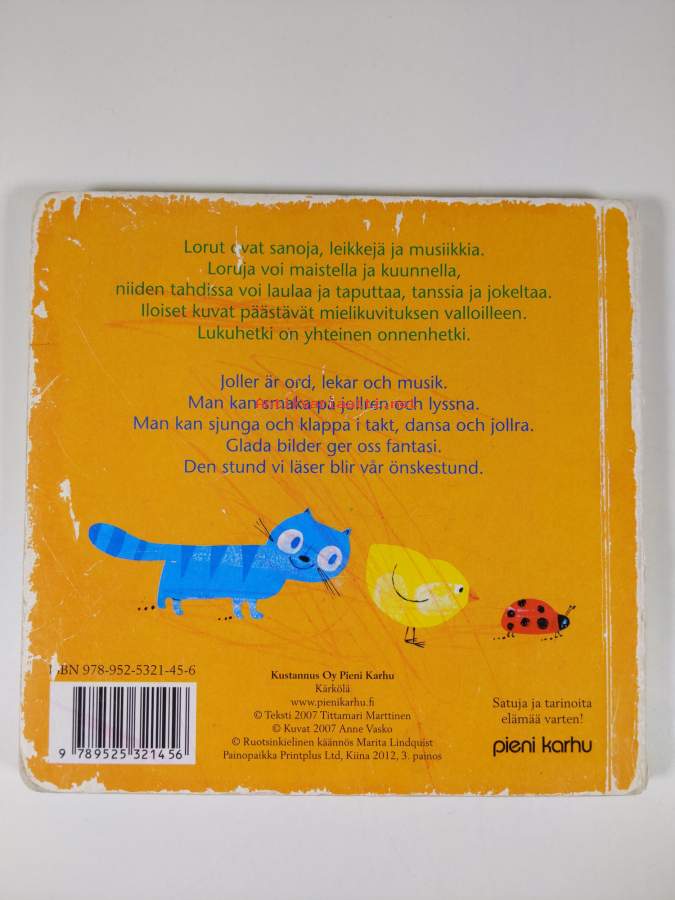 Lorut ovat sanoja, leikkejä ja musiikkia.
Loruja voi maistella ja kuunnella,
niiden tahdissa voi laulaa ja taputtaa, tanssia ja jokeltaa.
Iloiset kuvat päästävät mielikuvituksen valloilleen.
Lukuhetki on yhteinen onnenhetki.
Joller är ord, lekar och musik.
Man kan smaka på jollren och lyssna.
Man kan sjunga och klappa i takt, dansa och jollra.
Glada bilder ger oss fantasi.
Den stund vi läser blir vår önskestund.
ISBN 978-952-5321-45-6
9 789525 321456
Kustannus Oy Pieni Karhu
Kärkölä
www.pienikarhu.fi
© Teksti 2007 Tittamari Marttinen
© Kuvat 2007 Anne Vasko
© Ruotsinkielinen käännös Marita Lindquist
Painopaikka Printplus Ltd, Kiina 2012, 3. painos
Satuja ja tarinoita
elämää varten!
pieni karhu